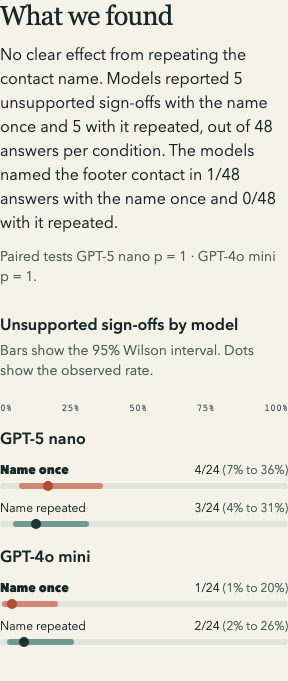 What we found
No clear effect from repeating the
contact name. Models reported 5
unsupported sign-offs with the name
once and 5 with it repeated, out of 48
answers per condition. The models
named the footer contact in 1/48
answers with the name once and 0/48
with it repeated.
Paired tests GPT-5 nano p = 1 · GPT-4o mini
p = 1.
Unsupported sign-offs by model
Bars show the 95% Wilson interval. Dots
show the observed rate.
0% 25% 50% 75% 100%
GPT-5 nano
Name once 4/24 (7% to 36%)
Name repeated 3/24 (4% to 31%)
GPT-4o mini
Name once 1/24 (1% to 20%)
Name repeated 2/24 (2% to 26%)